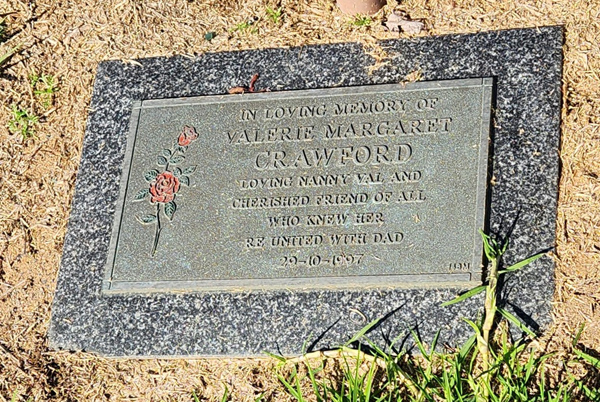 IN LOVING MEMORY OF
VALERIE MARGARET
CRAWFORD
LOVING NANNY VAL AND
CHERISHED FRIEND OF ALL
WHO KNEW HER
RE UNITED WITH DAD
29-10-1997